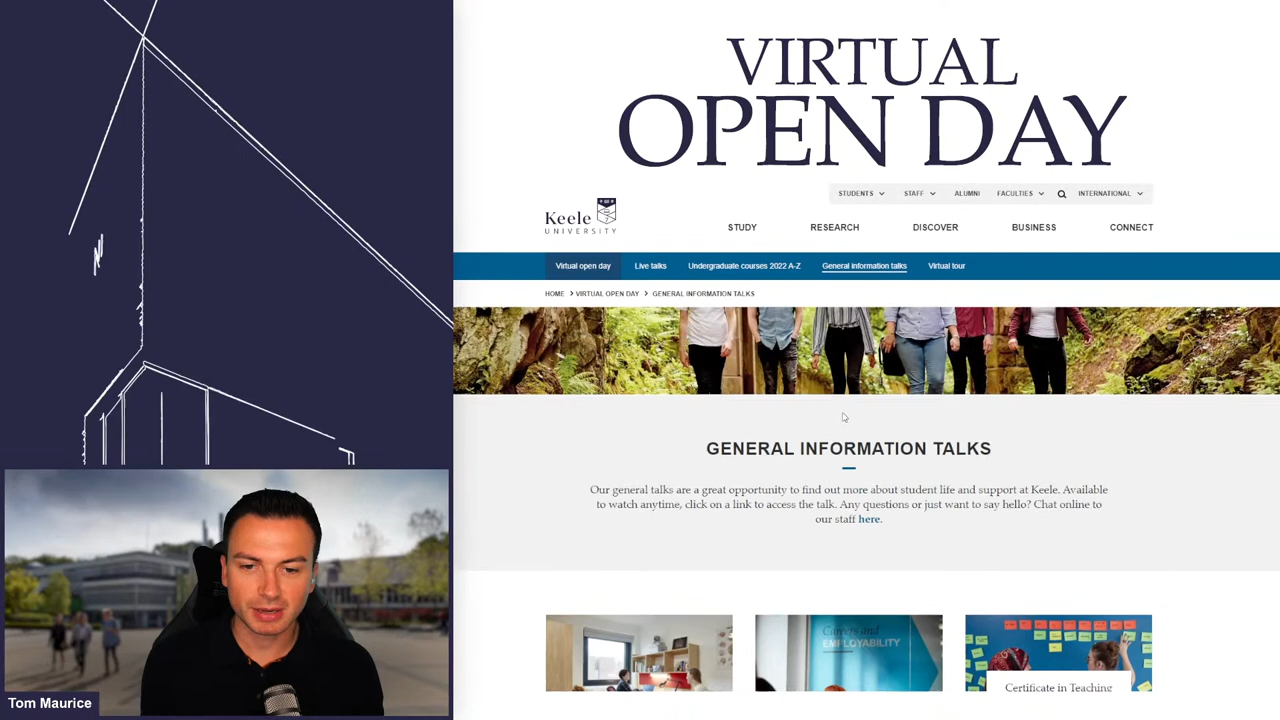 VIRTUAL
OPEN DAY
STUDENTS STAFF ALUMNI FACULTIES INTERNATIONAL
Keele
UNIVERSITY
STUDY RESEARCH DISCOVER BUSINESS CONNECT
Virtual open day Live talks Undergraduate courses 2022 A-Z General information talks Virtual tour
HOME > VIRTUAL OPEN DAY > GENERAL INFORMATION TALKS
GENERAL INFORMATION TALKS
Our general talks are a great opportunity to find out more about student life and support at Keele. Available
to watch anytime, click on a link to access the talk. Any questions or just want to say hello? Chat online to
our staff here.
Careers and
EMPLOYABILITY
Certificate in Teaching
Tom Maurice